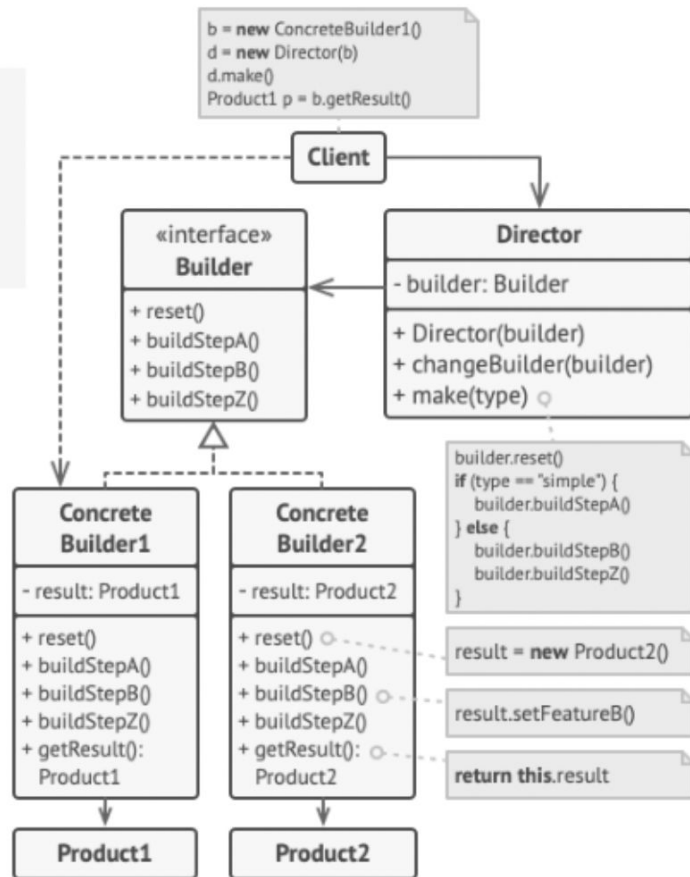 b = new ConcreteBuilder1()
d = new Director(b)
d.make()
Product1 p = b.getResult()
Client
«interface»
Builder
+ reset()
+ buildStepA()
+ buildStepB()
+ buildStepZ()
Director
- builder: Builder
+ Director(builder)
+ changeBuilder(builder)
+ make(type)
builder.reset()
if (type == "simple") {
builder.buildStepA()
} else {
builder.buildStepB()
builder.buildStepZ()
}
Concrete
Builder1
- result: Product1
+ reset()
+ buildStepA()
+ buildStepB()
+ buildStepZ()
+ getResult():
Product1
Concrete
Builder2
- result: Product2
+ reset()
+ buildStepA()
+ buildStepB()
+ buildStepZ()
+ getResult():
Product2
result = new Product2()
result.setFeatureB()
return this.result
Product1
Product2